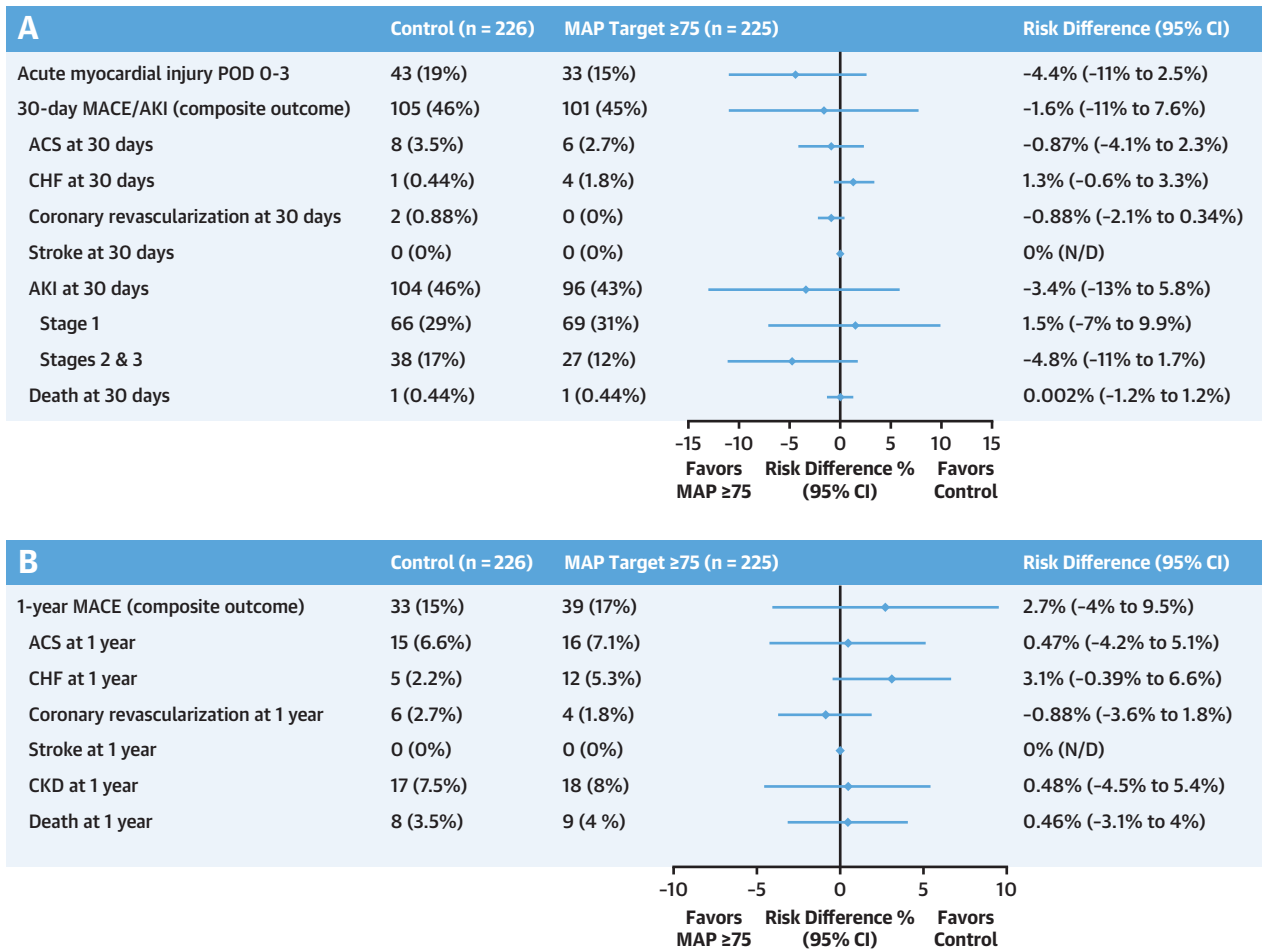 A Control (n = 226) MAP Target ≥75 (n = 225) Risk Difference (95% CI)
Acute myocardial injury POD 0-3 43 (19%) 33 (15%) -4.4% (-11% to 2.5%)
30-day MACE/AKI (composite outcome) 105 (46%) 101 (45%) -1.6% (-11% to 7.6%)
ACS at 30 days 8 (3.5%) 6 (2.7%) -0.87% (-4.1% to 2.3%)
CHF at 30 days 1 (0.44%) 4 (1.8%) 1.3% (-0.6% to 3.3%)
Coronary revascularization at 30 days 2 (0.88%) 0 (0%) -0.88% (-2.1% to 0.34%)
Stroke at 30 days 0 (0%) 0 (0%) 0% (N/D)
AKI at 30 days 104 (46%) 96 (43%) -3.4% (-13% to 5.8%)
Stage 1 66 (29%) 69 (31%) 1.5% (-7% to 9.9%)
Stages 2 & 3 38 (17%) 27 (12%) -4.8% (-11% to 1.7%)
Death at 30 days 1 (0.44%) 1 (0.44%) 0.002% (-1.2% to 1.2%)
-15 -10 -5 0 5 10 15
Favors Risk Difference % Favors
MAP ≥75 (95% CI) Control
B Control (n = 226) MAP Target ≥75 (n = 225) Risk Difference (95% CI)
1-year MACE (composite outcome) 33 (15%) 39 (17%) 2.7% (-4% to 9.5%)
ACS at 1 year 15 (6.6%) 16 (7.1%) 0.47% (-4.2% to 5.1%)
CHF at 1 year 5 (2.2%) 12 (5.3%) 3.1% (-0.39% to 6.6%)
Coronary revascularization at 1 year 6 (2.7%) 4 (1.8%) -0.88% (-3.6% to 1.8%)
Stroke at 1 year 0 (0%) 0 (0%) 0% (N/D)
CKD at 1 year 17 (7.5%) 18 (8%) 0.48% (-4.5% to 5.4%)
Death at 1 year 8 (3.5%) 9 (4 %) 0.46% (-3.1% to 4%)
-10 -5 0 5 10
Favors Risk Difference % Favors
MAP ≥75 (95% CI) Control